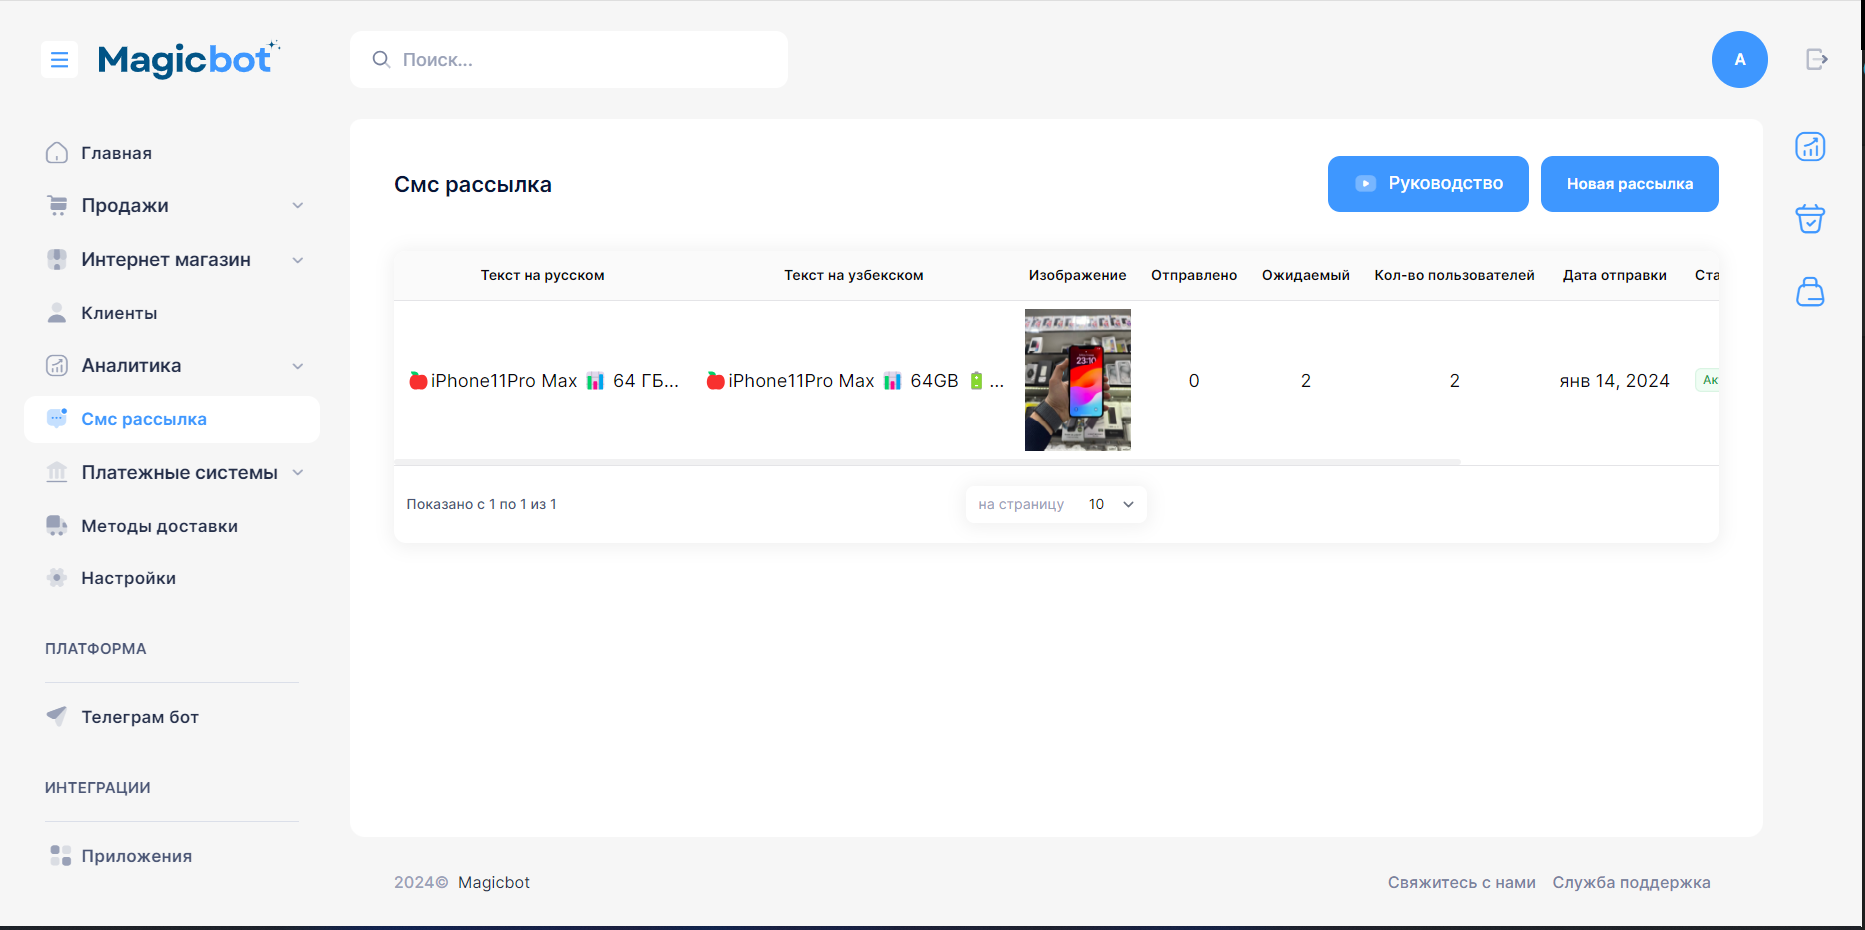 Magicbot
Поиск...
A
Главная
Продажи
Интернет магазин
Клиенты
Аналитика
Смс рассылка
Платежные системы
Методы доставки
Настройки
ПЛАТФОРМА
Телеграм бот
ИНТЕГРАЦИИ
Приложения
Смс рассылка
Руководство
Новая рассылка
Текст на русском Текст на узбекском Изображение Отправлено Ожидаемый Кол-во пользователей Дата отправки Ста
🍎iPhone11Pro Max 📊 64 ГБ... 🍎iPhone11Pro Max 📊 64GB 🔋 ... 23:10 0 2 2 янв 14, 2024 Ак
Показано с 1 по 1 из 1
на страницу 10
2024© Magicbot
Свяжитесь с нами Служба поддержка